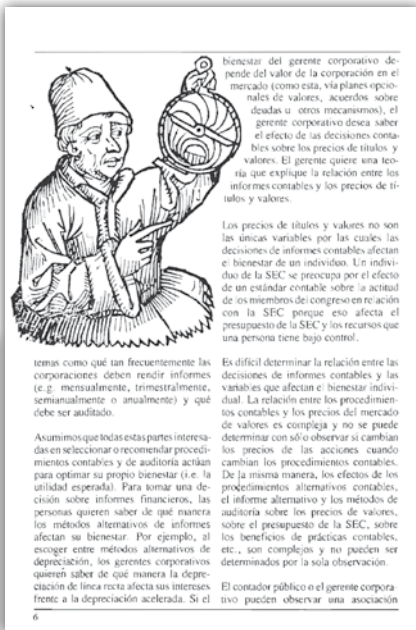 temas como qué tan frecuentemente las
corporaciones deben rendir informes
(e.g. mensualmente, trimestralmente,
semianualmente o anualmente) y qué
debe ser auditado.
Asumimos que todas estas partes interesa-
das en seleccionar o recomendar procedi-
mientos contables y de auditoría actúan
para optimar su propio bienestar (i.e. la
utilidad esperada). Para tomar una de-
cisión sobre informes financieros, las
personas quieren saber de qué manera
los métodos alternativos de informes
afectan su bienestar. Por ejemplo, al
escoger entre métodos alternativos de
depreciación, los gerentes corporativos
quieren saber de qué manera la depre-
ciación de línea recta afecta sus intereses
frente a la depreciación acelerada. Si el
bienestar del gerente corporativo de-
pende del valor de la corporación en el
mercado (como esta, vía planes opcio-
nales de valores, acuerdos sobre
deudas u otros mecanismos), el
gerente corporativo desea saber
el efecto de las decisiones conta-
bles sobre los precios de títulos y
valores. El gerente quiere una teo-
ría que explique la relación entre los
informes contables y los precios de tí-
tulos y valores.
Los precios de títulos y valores no son
las únicas variables por las cuales las
decisiones de informes contables afectan
el bienestar de un individuo. Un indivi-
duo de la SEC se preocupa por el efecto
de un estándar contable sobre la actitud
de los miembros del congreso en relación
con la SEC porque eso afecta el
presupuesto de la SEC y los recursos que
una persona tiene bajo control.
Es difícil determinar la relación entre las
decisiones de informes contables y las
variables que afectan el bienestar indivi-
dual. La relación entre los procedimien-
tos contables y los precios del mercado
de valores es compleja y no se puede
determinar con sólo observar si cambian
los precios de las acciones cuando
cambian los procedimientos contables.
De la misma manera, los efectos de los
procedimientos alternativos contables,
el informe alternativo y los métodos de
auditoría sobre los precios de valores,
sobre el presupuesto de la SEC, sobre
los beneficios de prácticas contables,
etc., son complejos y no pueden ser
determinados por la sola observación.
El contador público o el gerente corpora-
tivo pueden observar una asociación
6